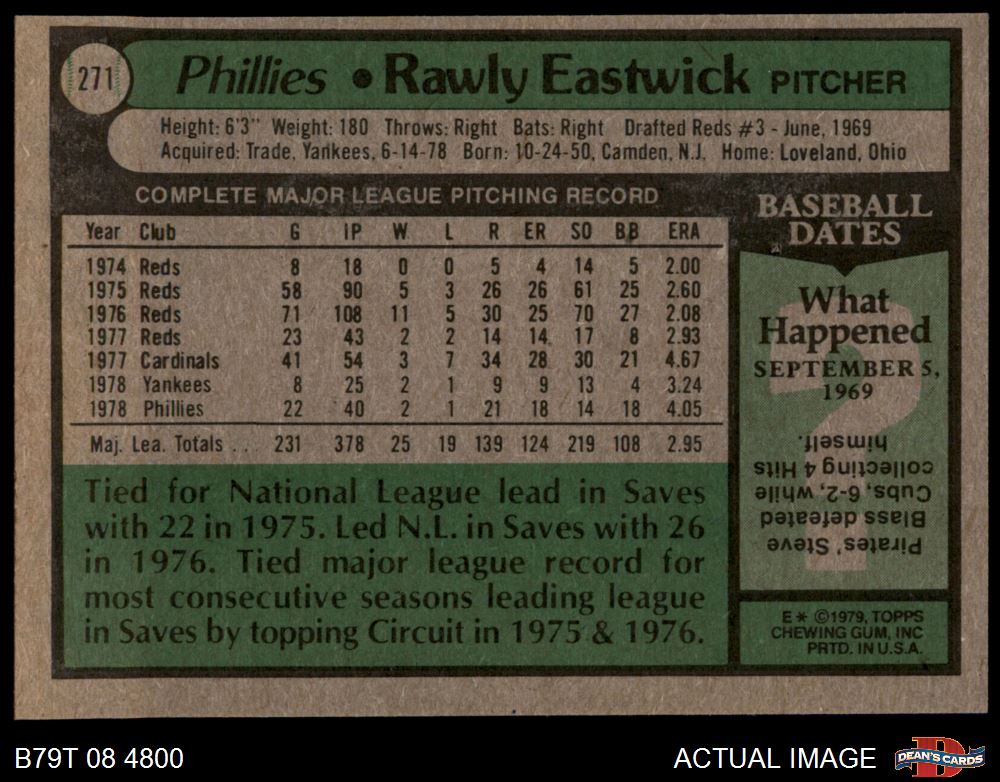 271
Phillies • Rawly Eastwick PITCHER
Height: 6'3" Weight: 180 Throws: Right Bats: Right Drafted Reds #3 - June, 1969
Acquired: Trade, Yankees, 6-14-78 Born: 10-24-50, Camden, N.J. Home: Loveland, Ohio
COMPLETE MAJOR LEAGUE PITCHING RECORD
Year Club G IP W L R ER SO BB ERA
1974 Reds 8 18 0 0 5 4 14 5 2.00
1975 Reds 58 90 5 3 26 26 61 25 2.60
1976 Reds 71 108 11 5 30 25 70 27 2.08
1977 Reds 23 43 2 2 14 14 17 8 2.93
1977 Cardinals 41 54 3 7 34 28 30 21 4.67
1978 Yankees 8 25 2 1 9 9 13 4 3.24
1978 Phillies 22 40 2 1 21 18 14 18 4.05
Maj. Lea. Totals . . . 231 378 25 19 139 124 219 108 2.95
Tied for National League lead in Saves
with 22 in 1975. Led N.L. in Saves with 26
in 1976. Tied major league record for
most consecutive seasons leading league
in Saves by topping Circuit in 1975 & 1976.
BASEBALL
DATES
What
Happened
SEPTEMBER 5,
1969
?
Pirates' Steve
Blass defeated
Cubs, 6-2, while
collecting 4 Hits
himself.
E* ©1979, TOPPS
CHEWING GUM, INC
PRTD. IN U.S.A.
B79T 08 4800
ACTUAL IMAGE
D
DEAN'S CARDS